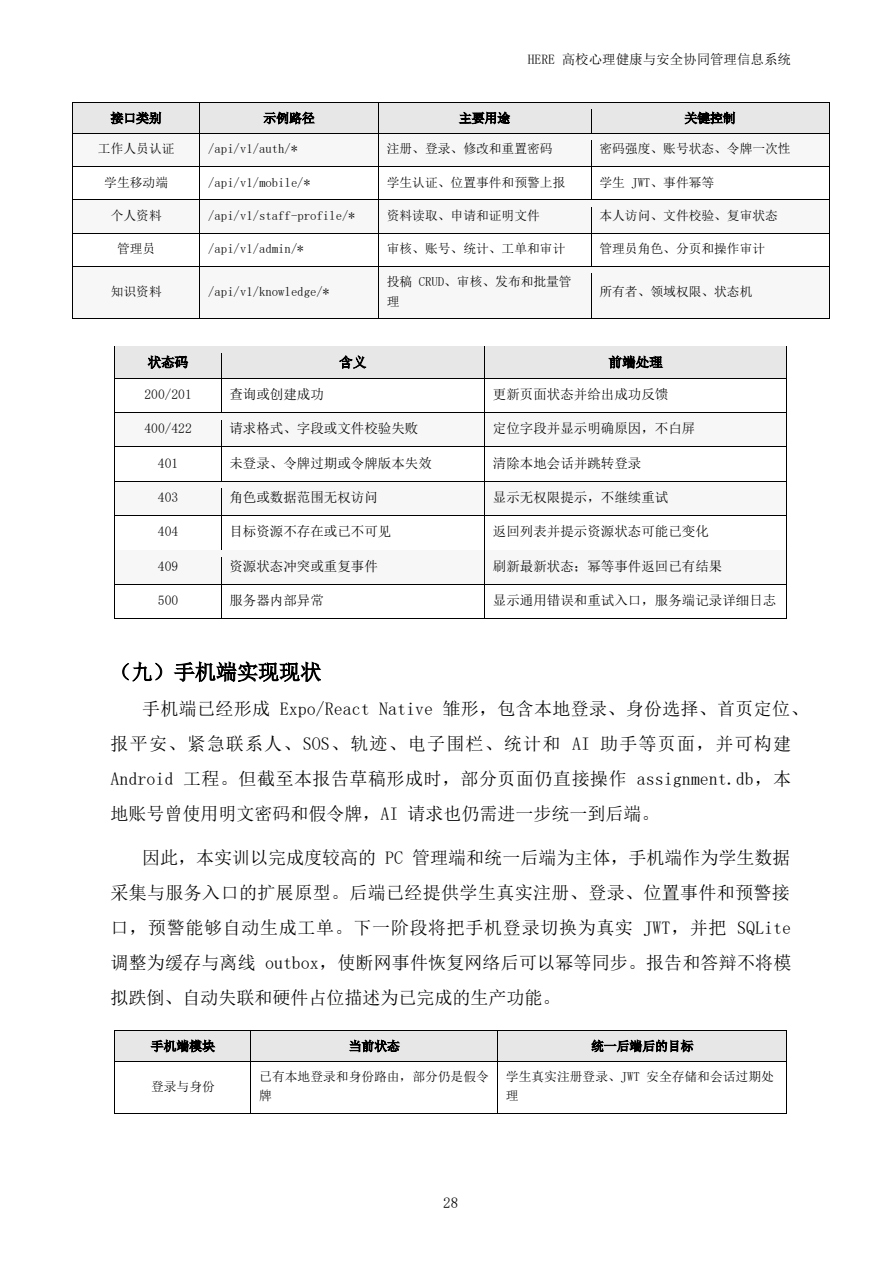 HERE 高校心理健康与安全协同管理信息系统
接口类别 示例路径 主要用途 关键控制
工作人员认证 /api/v1/auth/* 注册、登录、修改和重置密码 密码强度、账号状态、令牌一次性
学生移动端 /api/v1/mobile/* 学生认证、位置事件和预警上报 学生 JWT、事件幂等
个人资料 /api/v1/staff-profile/* 资料读取、申请和证明文件 本人访问、文件校验、复审状态
管理员 /api/v1/admin/* 审核、账号、统计、工单和审计 管理员角色、分页和操作审计
知识资料 /api/v1/knowledge/* 投稿 CRUD、审核、发布和批量管
理 所有者、领域权限、状态机
状态码 含义 前端处理
200/201 查询或创建成功 更新页面状态并给出成功反馈
400/422 请求格式、字段或文件校验失败 定位字段并显示明确原因，不白屏
401 未登录、令牌过期或令牌版本失效 清除本地会话并跳转登录
403 角色或数据范围无权访问 显示无权限提示，不继续重试
404 目标资源不存在或已不可见 返回列表并提示资源状态可能已变化
409 资源状态冲突或重复事件 刷新最新状态；幂等事件返回已有结果
500 服务器内部异常 显示通用错误和重试入口，服务端记录详细日志
（九）手机端实现现状
手机端已经形成 Expo/React Native 雏形，包含本地登录、身份选择、首页定位、
报平安、紧急联系人、SOS、轨迹、电子围栏、统计和 AI 助手等页面，并可构建
Android 工程。但截至本报告草稿形成时，部分页面仍直接操作 assignment.db，本
地账号曾使用明文密码和假令牌，AI 请求也仍需进一步统一到后端。
因此，本实训以完成度较高的 PC 管理端和统一后端为主体，手机端作为学生数据
采集与服务入口的扩展原型。后端已经提供学生真实注册、登录、位置事件和预警接
口，预警能够自动生成工单。下一阶段将把手机登录切换为真实 JWT，并把 SQLite
调整为缓存与离线 outbox，使断网事件恢复网络后可以幂等同步。报告和答辩不将模
拟跌倒、自动失联和硬件占位描述为已完成的生产功能。
手机端模块 当前状态 统一后端后的目标
登录与身份 已有本地登录和身份路由，部分仍是假令
牌 学生真实注册登录、JWT 安全存储和会话过期处
理
28